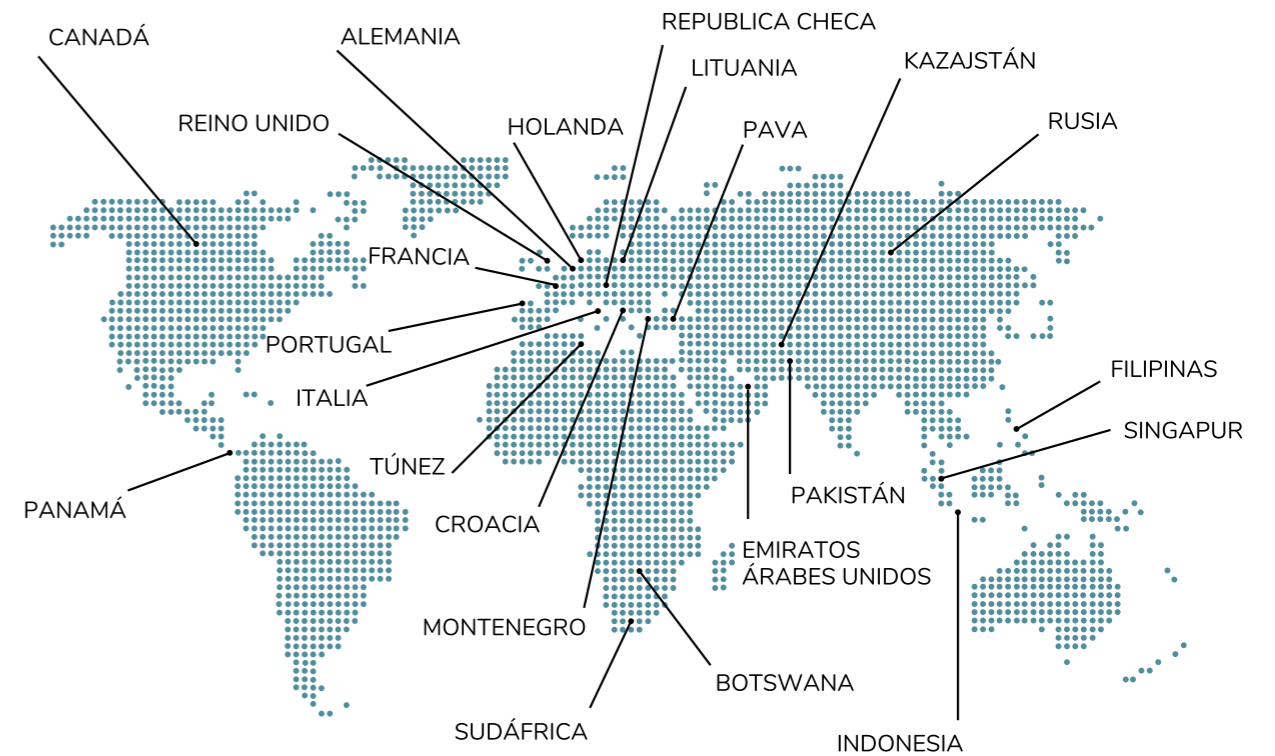 REPUBLICA CHECA
CANADÁ
ALEMANIA
KAZAJSTÁN
LITUANIA
REINO UNIDO
HOLANDA
PAVA
RUSIA
FRANCIA
PORTUGAL
FILIPINAS
ITALIA
SINGAPUR
TÚNEZ
PAKISTÁN
PANAMÁ
CROACIA
EMIRATOS
ÁRABES UNIDOS
MONTENEGRO
BOTSWANA
SUDÁFRICA
INDONESIA